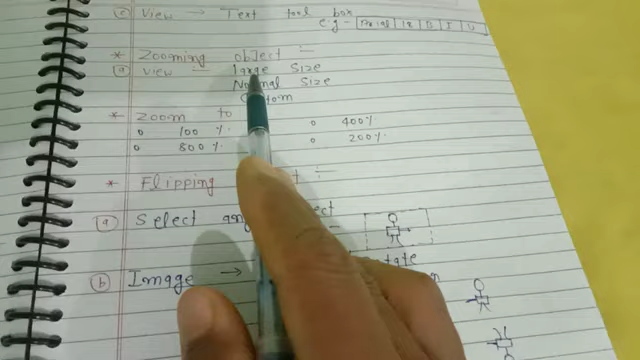 (c) View → Text tool box
e.g - Arial 12 B I U
* Zooming object :-
(a) View - Large Size
Normal Size
Custom
* Zoom to
o 100 %. o 400%
o 800 %. o 200%
* Flipping
(a) Select any
(b) Image →